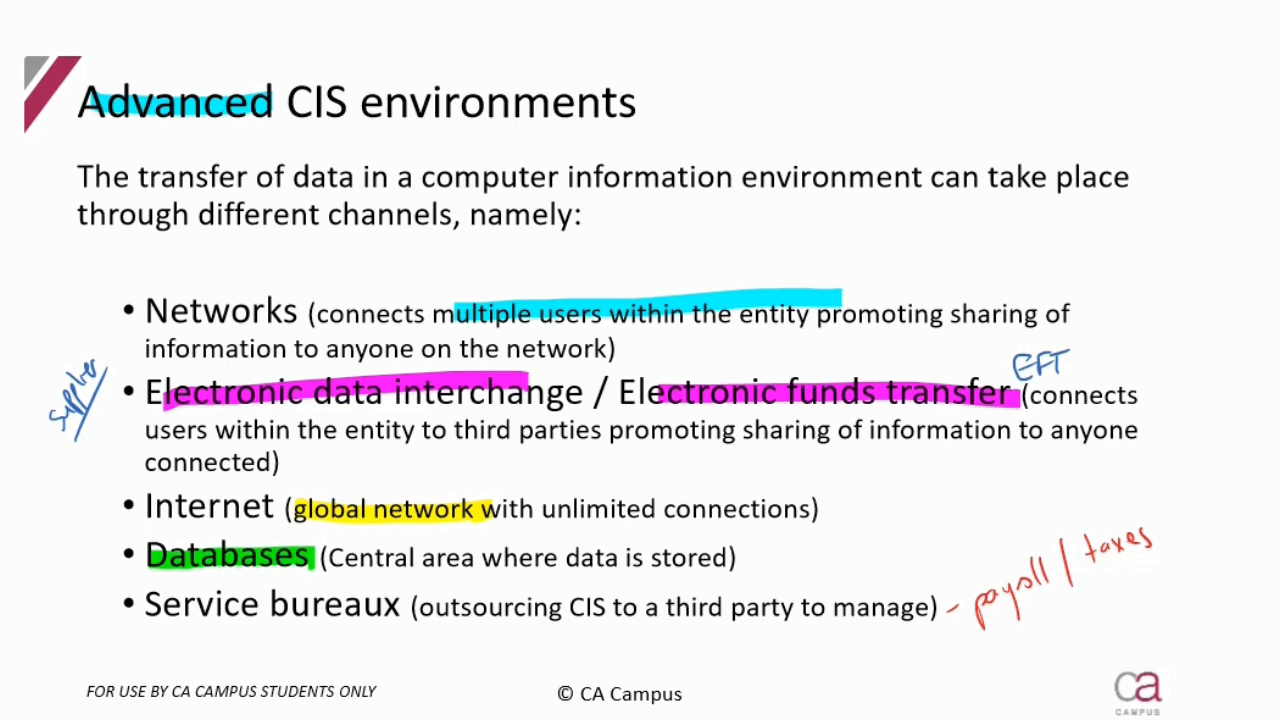 Advanced CIS environments
The transfer of data in a computer information environment can take place
through different channels, namely:
• Networks (connects multiple users within the entity promoting sharing of
information to anyone on the network)
Supplier
EFT
• Electronic data interchange / Electronic funds transfer (connects
users within the entity to third parties promoting sharing of information to anyone
connected)
• Internet (global network with unlimited connections)
• Databases (Central area where data is stored)
• Service bureaux (outsourcing CIS to a third party to manage) - payroll / taxes
FOR USE BY CA CAMPUS STUDENTS ONLY
© CA Campus
ca
CAMPUS